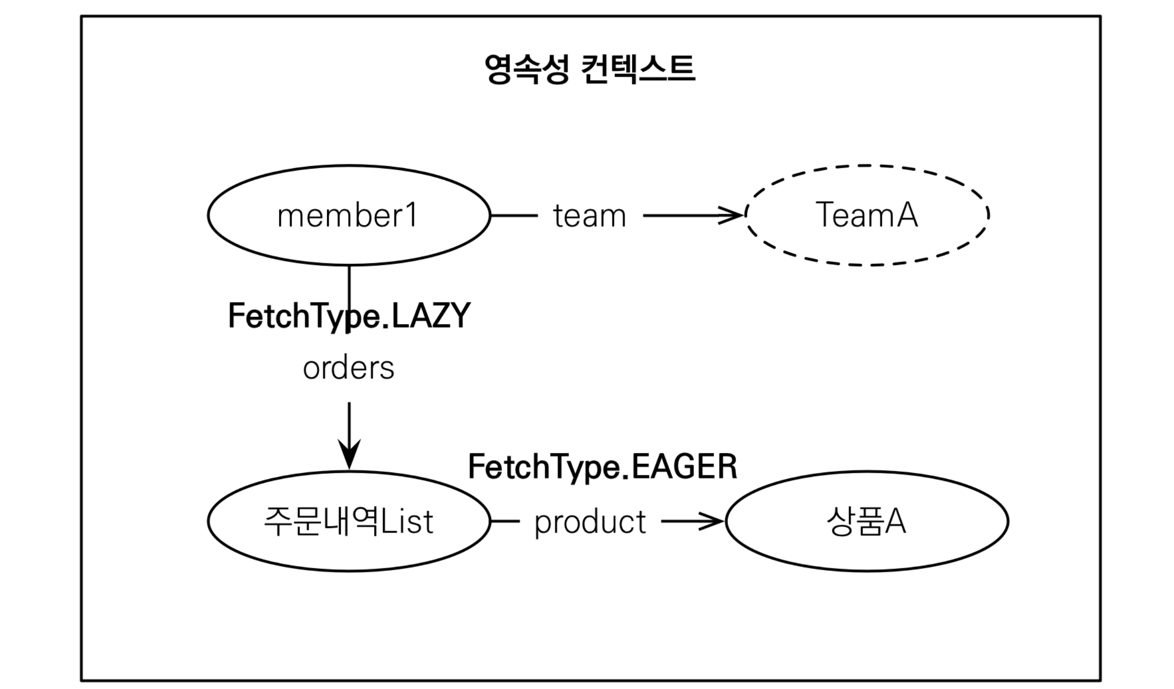 영속성 컨텍스트
member1
team
TeamA
FetchType.LAZY
orders
FetchType.EAGER
주문내역List
product
상품A